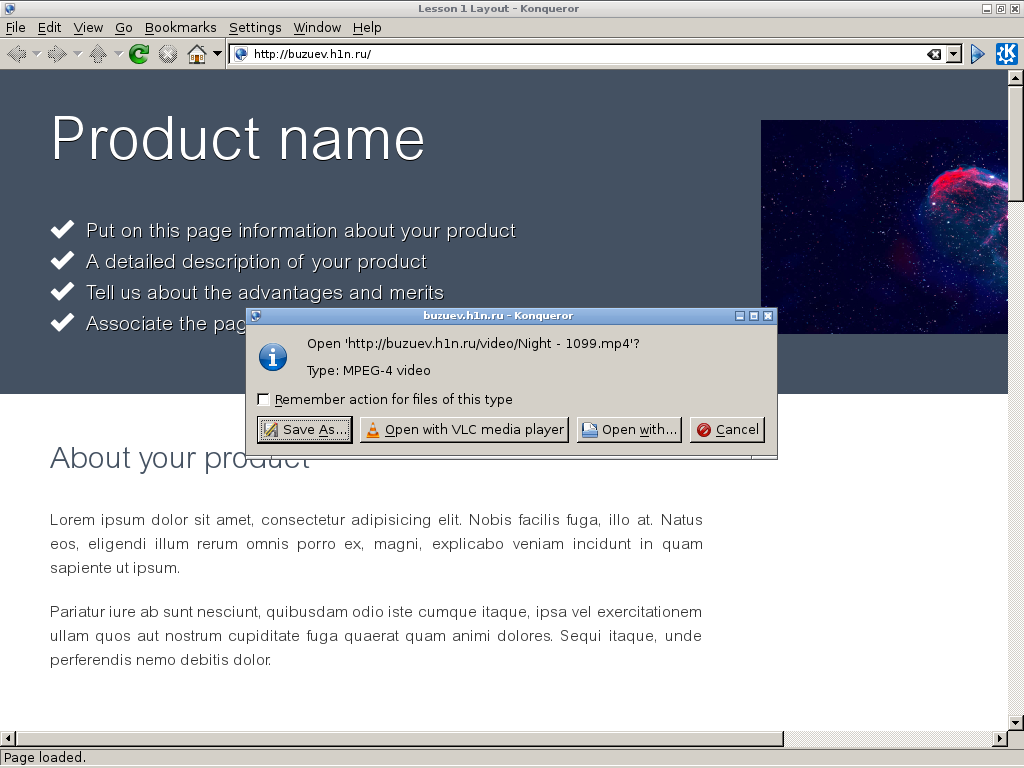 Lesson 1 Layout - Konqueror
File Edit View Go Bookmarks Settings Window Help
http://buzuev.h1n.ru/
Product name
Put on this page information about your product
A detailed description of your product
Tell us about the advantages and merits
Associate the pag
buzuev.h1n.ru - Konqueror
Open 'http://buzuev.h1n.ru/video/Night - 1099.mp4'?
Type: MPEG-4 video
Remember action for files of this type
Save As... Open with VLC media player Open with... Cancel
About your product
Lorem ipsum dolor sit amet, consectetur adipisicing elit. Nobis facilis fuga, illo at. Natus
eos, eligendi illum rerum omnis porro ex, magni, explicabo veniam incidunt in quam
sapiente ut ipsum.
Pariatur iure ab sunt nesciunt, quibusdam odio iste cumque itaque, ipsa vel exercitationem
ullam quos aut nostrum cupiditate fuga quaerat quam animi dolores. Sequi itaque, unde
perferendis nemo debitis dolor.
Page loaded.